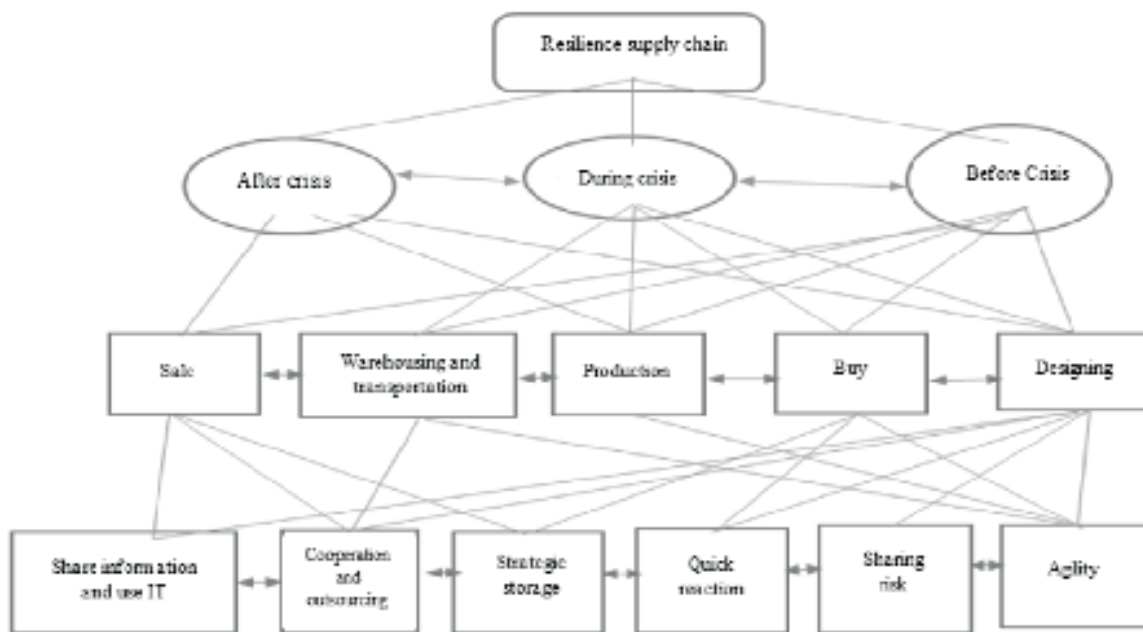 Resilience supply chain
After crisis
During crisis
Before Crisis
Sale
Warehousing and
transportation
Production
Buy
Designing
Share information
and use IT
Cooperation
and
outsourcing
Strategic
storage
Quick
reaction
Sharing
risk
Agility